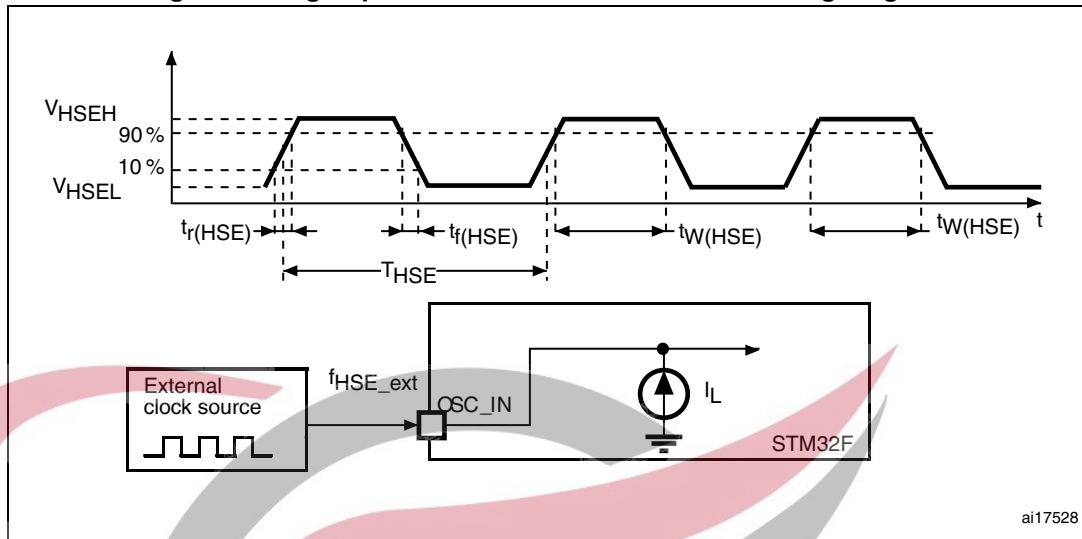 VHSEH
90 %
10 %
VHSEL
tr(HSE)
tf(HSE)
tW(HSE)
tW(HSE)
t
THSE
External
clock source
fHSE_ext
OSC_IN
IL
STM32F
ai17528